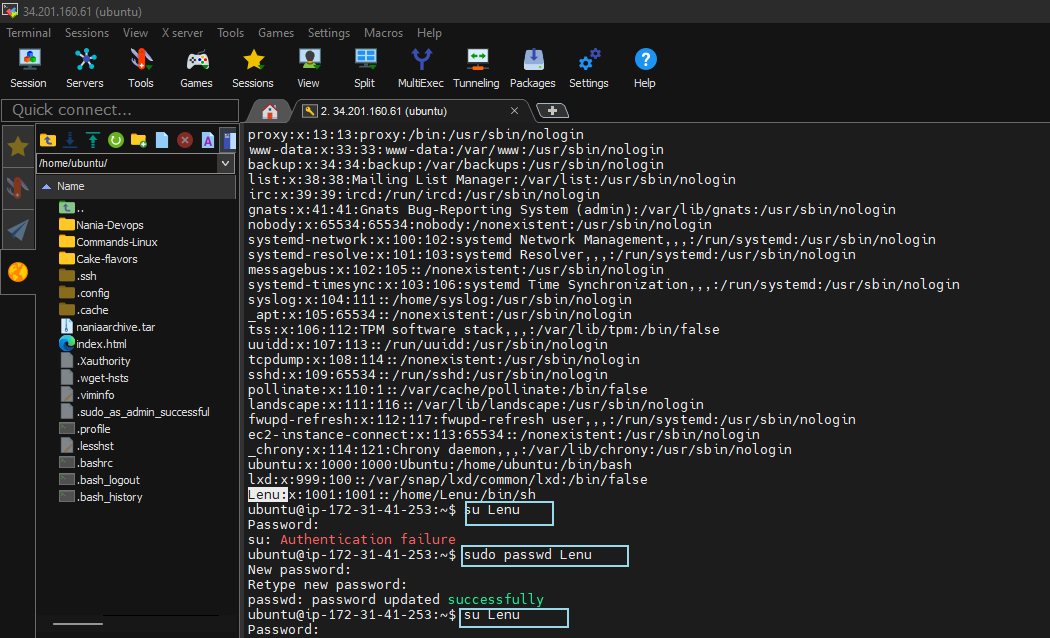 34.201.160.61 (ubuntu)
Terminal Sessions View X server Tools Games Settings Macros Help
Session Servers Tools Games Sessions View Split MultiExec Tunneling Packages Settings Help
Quick connect...
2. 34.201.160.61 (ubuntu)
/home/ubuntu/
Name
..
Nania-Devops
Commands-Linux
Cake-flavors
.ssh
.config
.cache
naniaarchive.tar
index.html
.Xauthority
.wget-hsts
.viminfo
.sudo_as_admin_successful
.profile
.lesshst
.bashrc
.bash_logout
.bash_history
proxy:x:13:13:proxy:/bin:/usr/sbin/nologin
www-data:x:33:33:www-data:/var/www:/usr/sbin/nologin
backup:x:34:34:backup:/var/backups:/usr/sbin/nologin
list:x:38:38:Mailing List Manager:/var/list:/usr/sbin/nologin
irc:x:39:39:ircd:/run/ircd:/usr/sbin/nologin
gnats:x:41:41:Gnats Bug-Reporting System (admin):/var/lib/gnats:/usr/sbin/nologin
nobody:x:65534:65534:nobody:/nonexistent:/usr/sbin/nologin
systemd-network:x:100:102:systemd Network Management,,,:/run/systemd:/usr/sbin/nologin
systemd-resolve:x:101:103:systemd Resolver,,,:/run/systemd:/usr/sbin/nologin
messagebus:x:102:105::/nonexistent:/usr/sbin/nologin
systemd-timesync:x:103:106:systemd Time Synchronization,,,:/run/systemd:/usr/sbin/nologin
syslog:x:104:111::/home/syslog:/usr/sbin/nologin
_apt:x:105:65534::/nonexistent:/usr/sbin/nologin
tss:x:106:112:TPM software stack,,,:/var/lib/tpm:/bin/false
uuidd:x:107:113::/run/uuidd:/usr/sbin/nologin
tcpdump:x:108:114::/nonexistent:/usr/sbin/nologin
sshd:x:109:65534::/run/sshd:/usr/sbin/nologin
pollinate:x:110:1::/var/cache/pollinate:/bin/false
landscape:x:111:116::/var/lib/landscape:/usr/sbin/nologin
fwupd-refresh:x:112:117:fwupd-refresh user,,,:/run/systemd:/usr/sbin/nologin
ec2-instance-connect:x:113:65534::/nonexistent:/usr/sbin/nologin
_chrony:x:114:121:Chrony daemon,,,:/var/lib/chrony:/usr/sbin/nologin
ubuntu:x:1000:1000:Ubuntu:/home/ubuntu:/bin/bash
lxd:x:999:100::/var/snap/lxd/common/lxd:/bin/false
Lenu:x:1001:1001::/home/Lenu:/bin/sh
ubuntu@ip-172-31-41-253:~$ su Lenu
Password:
su: Authentication failure
ubuntu@ip-172-31-41-253:~$ sudo passwd Lenu
New password:
Retype new password:
passwd: password updated successfully
ubuntu@ip-172-31-41-253:~$ su Lenu
Password: